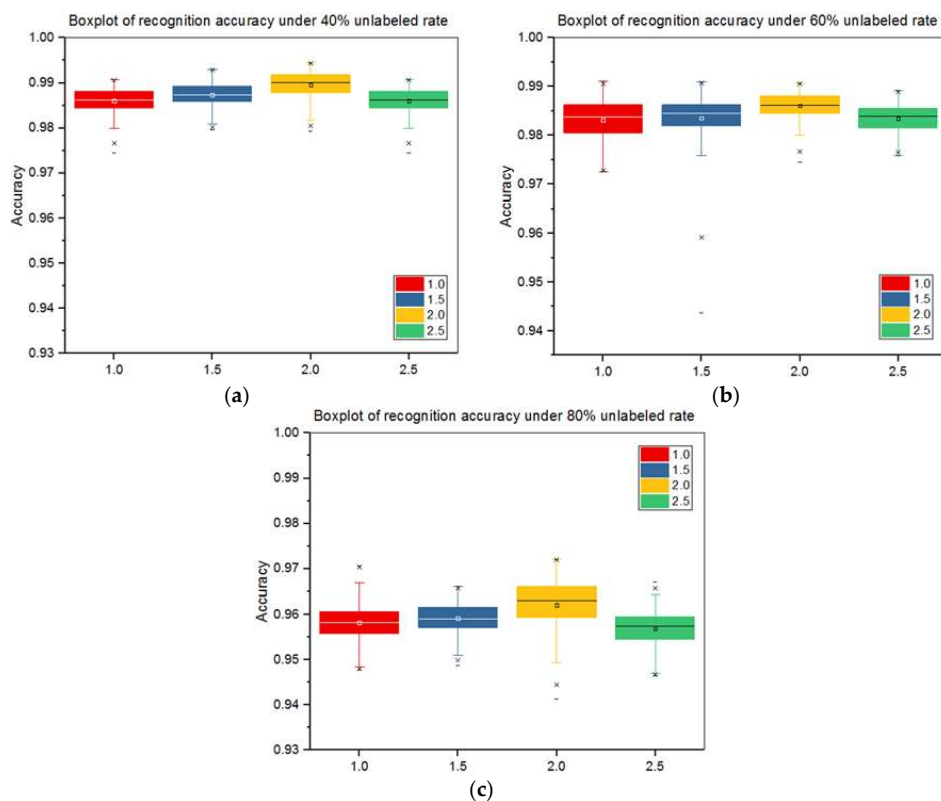 Boxplot of recognition accuracy under 40% unlabeled rate
1.00
0.99
0.98
0.97
0.96
0.95
0.94
0.93
Accuracy
1.0
1.5
2.0
2.5
1.0 1.5 2.0 2.5
(a)
Boxplot of recognition accuracy under 60% unlabeled rate
1.00
0.99
0.98
0.97
0.96
0.95
0.94
Accuracy
1.0
1.5
2.0
2.5
1.0 1.5 2.0 2.5
(b)
Boxplot of recognition accuracy under 80% unlabeled rate
1.00
0.99
0.98
0.97
0.96
0.95
0.94
0.93
Accuracy
1.0
1.5
2.0
2.5
1.0 1.5 2.0 2.5
(c)